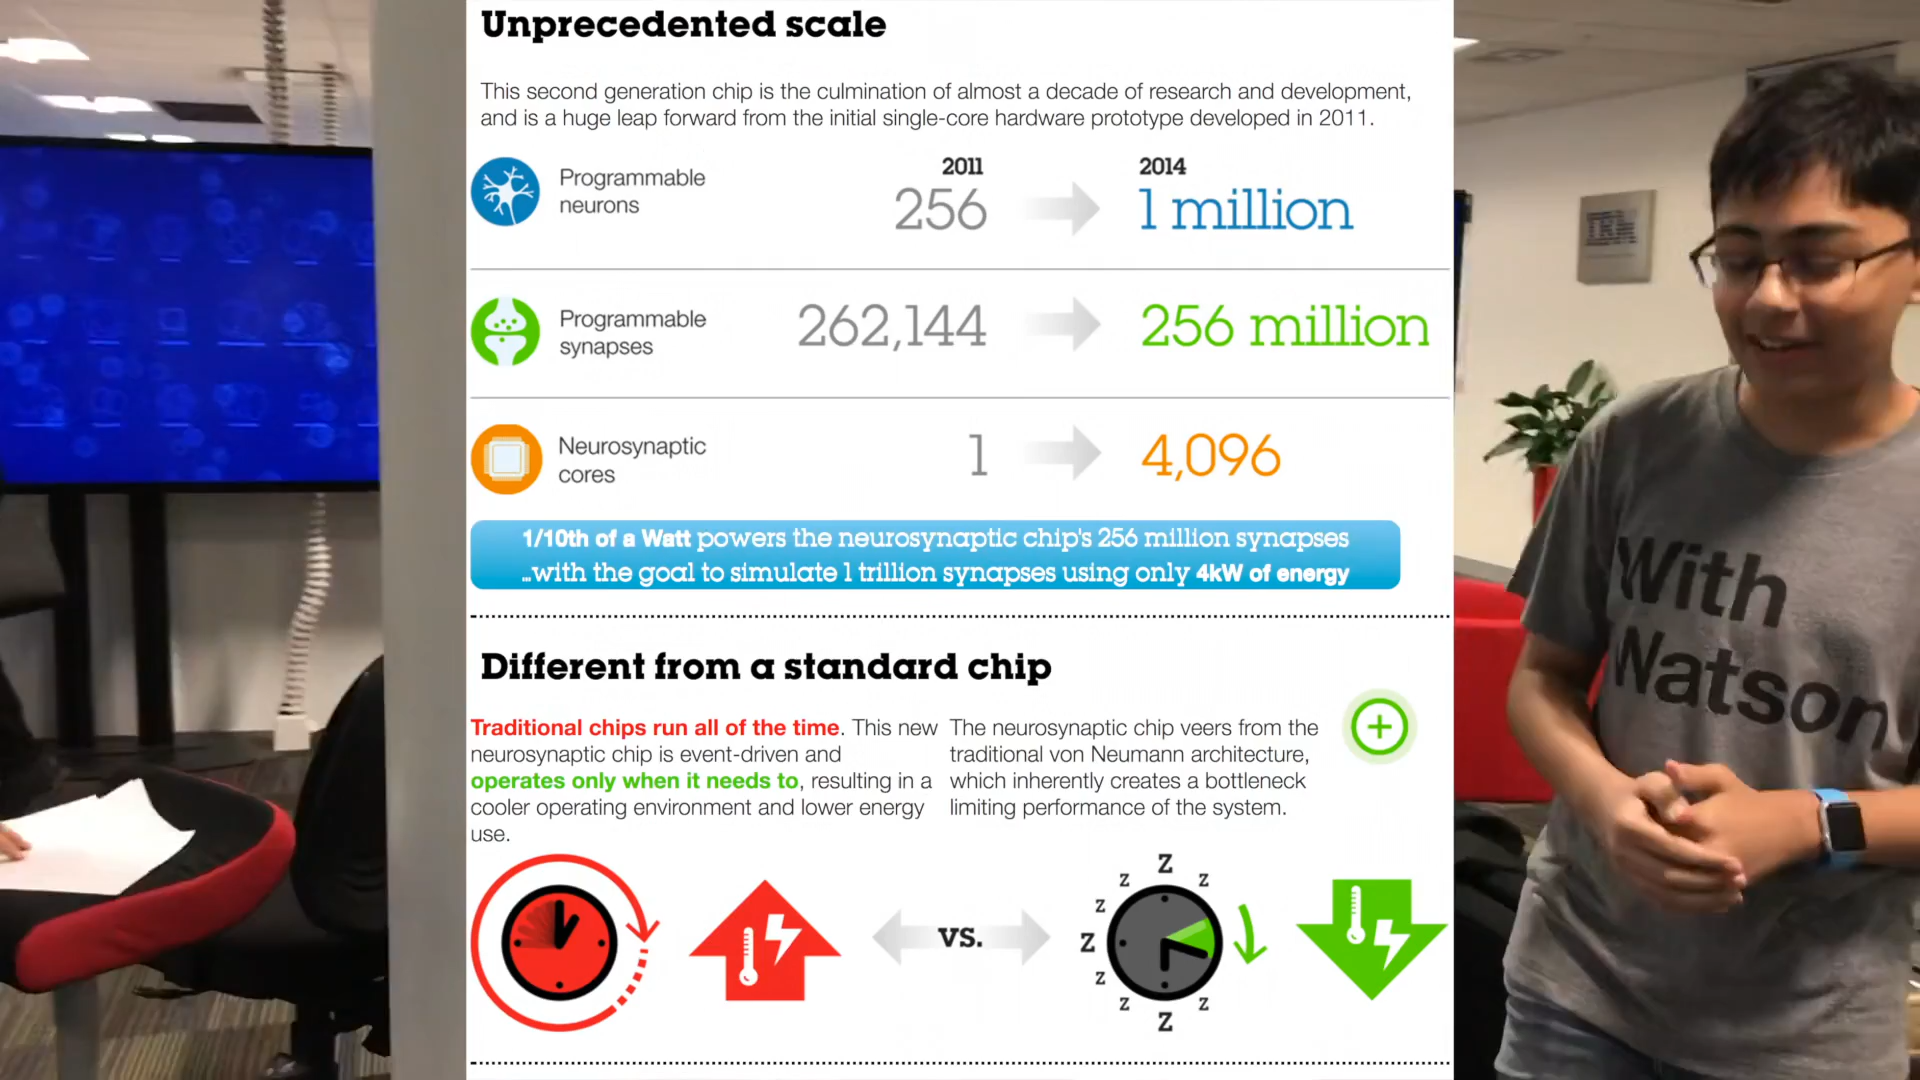 Unprecedented scale
This second generation chip is the culmination of almost a decade of research and development,
and is a huge leap forward from the initial single-core hardware prototype developed in 2011.
2011
2014
Programmable
neurons
256
1 million
Programmable
synapses
262,144
256 million
Neurosynaptic
cores
1
4,096
1/10th of a Watt powers the neurosynaptic chip's 256 million synapses
...with the goal to simulate 1 trillion synapses using only 4kW of energy
Different from a standard chip
Traditional chips run all of the time. This new
neurosynaptic chip is event-driven and
operates only when it needs to, resulting in a
cooler operating environment and lower energy
use.
The neurosynaptic chip veers from the
traditional von Neumann architecture,
which inherently creates a bottleneck
limiting performance of the system.
vs.
Z
Z
Z
Z
Z
Z
Z
Z
Z
With
Watson